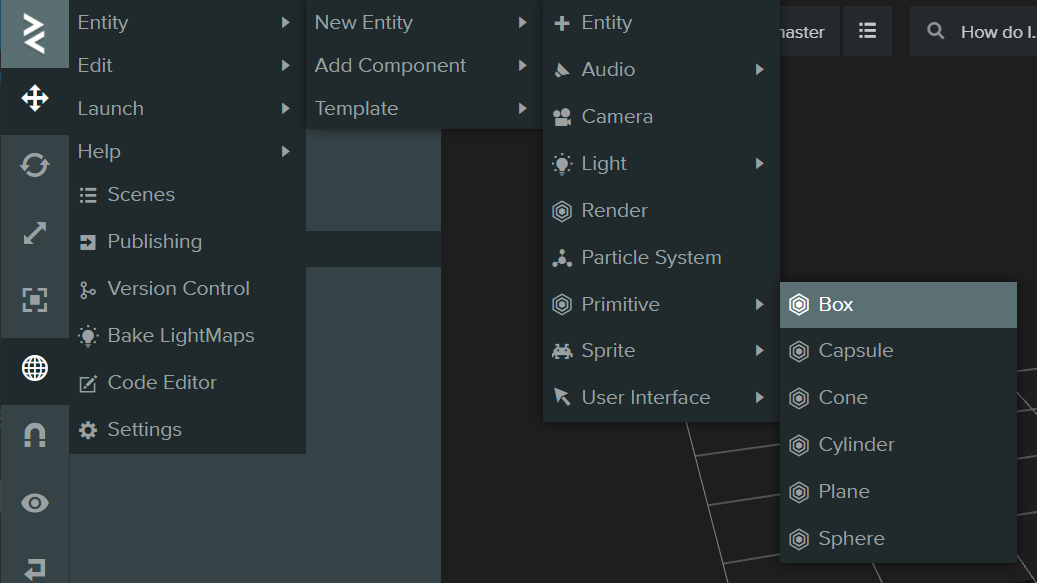 Entity
Edit
Launch
Help
Scenes
Publishing
Version Control
Bake LightMaps
Code Editor
Settings
New Entity
Add Component
Template
Entity
Audio
Camera
Light
Render
Particle System
Primitive
Sprite
User Interface
Box
Capsule
Cone
Cylinder
Plane
Sphere
How do I...